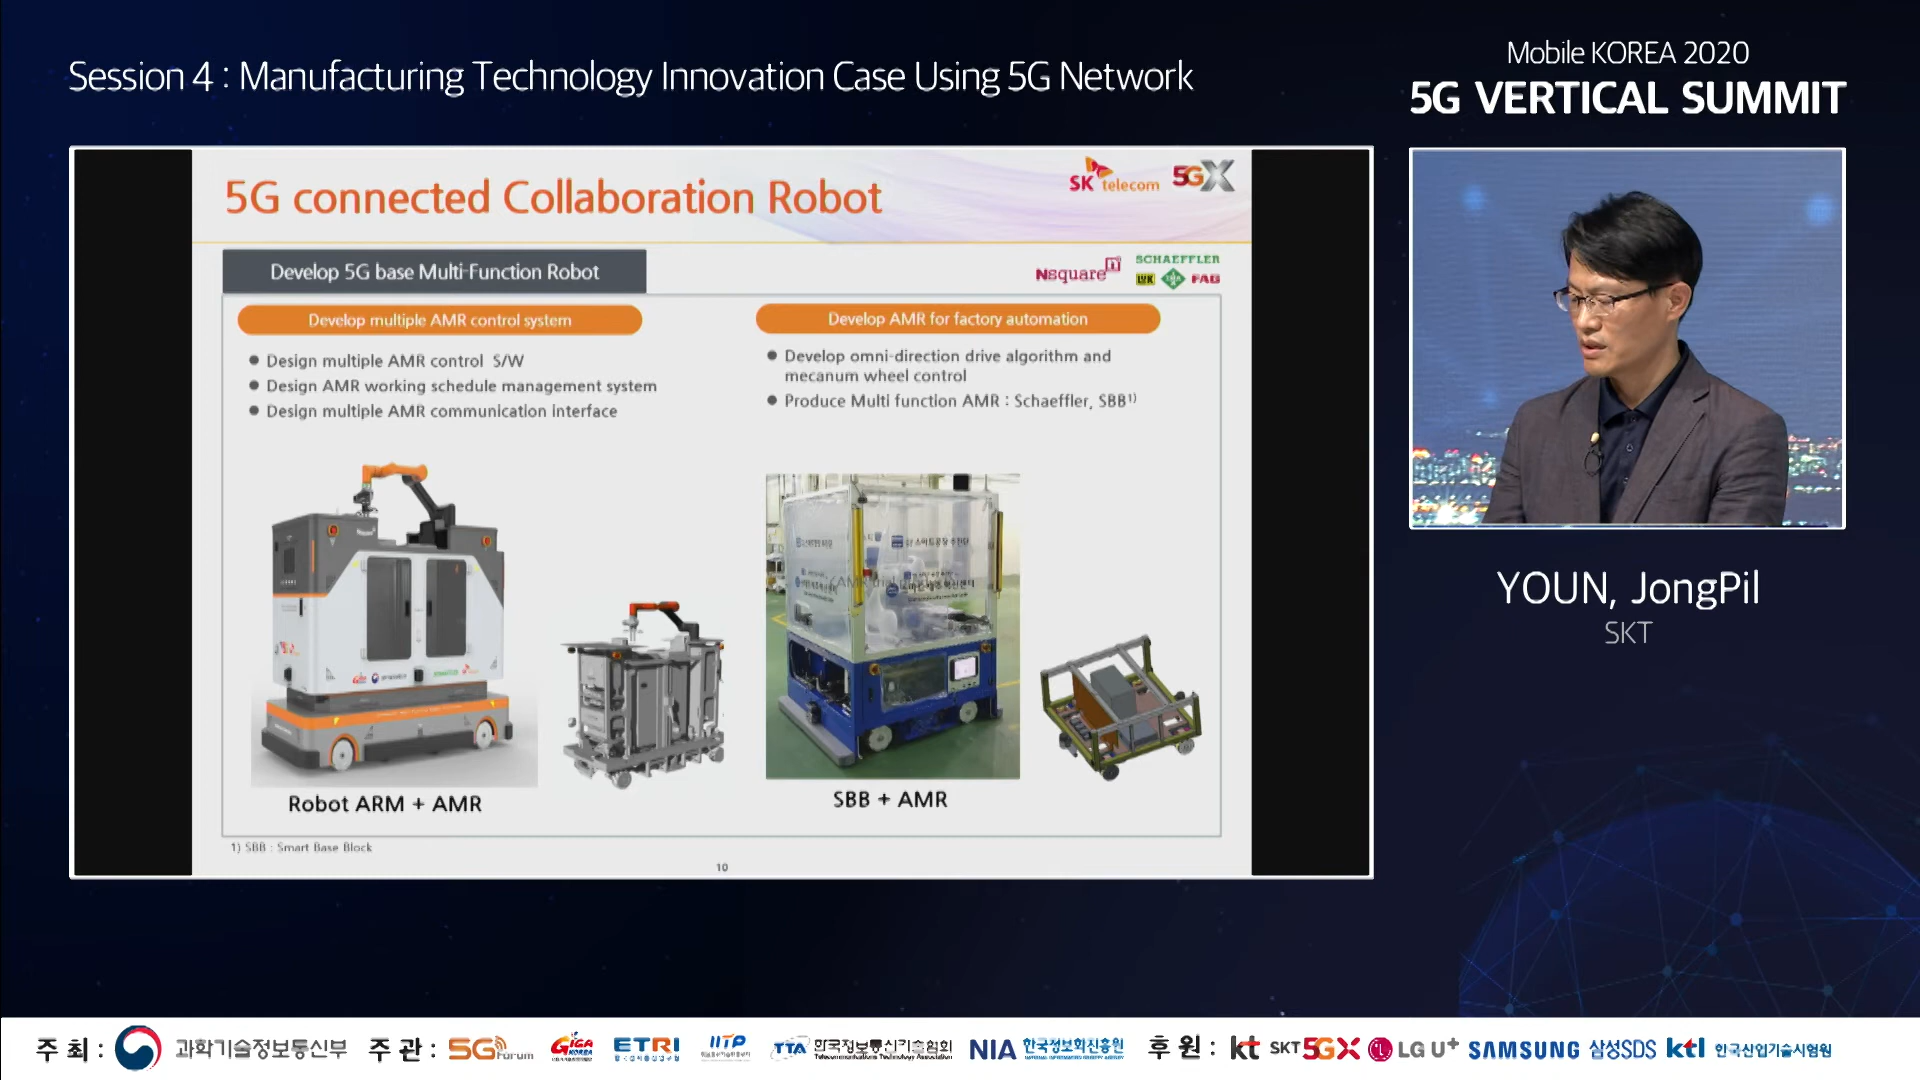 Session 4 : Manufacturing Technology Innovation Case Using 5G Network
Mobile KOREA 2020
5G VERTICAL SUMMIT
5G connected Collaboration Robot
SK telecom
5GX
Develop 5G base Multi-Function Robot
Nsquare
SCHAEFFLER
LUK INA FAG
Develop multiple AMR control system
Design multiple AMR control S/W
Design AMR working schedule management system
Design multiple AMR communication interface
Develop AMR for factory automation
Develop omni-direction drive algorithm and
mecanum wheel control
Produce Multi function AMR : Schaeffler, SBB1)
Robot ARM + AMR
SBB + AMR
1) SBB : Smart Base Block
10
YOUN, JongPil
SKT
주 최 : 과학기술정보통신부 주 관 : 5G Forum GIGA KOREA ETRI IITP TTA 한국정보통신기술협회 NIA 한국정보화진흥원 후 원 : kt SKT 5GX LG U+ SAMSUNG 삼성SDS ktl 한국산업기술시험원
Telecommunications Technology Association